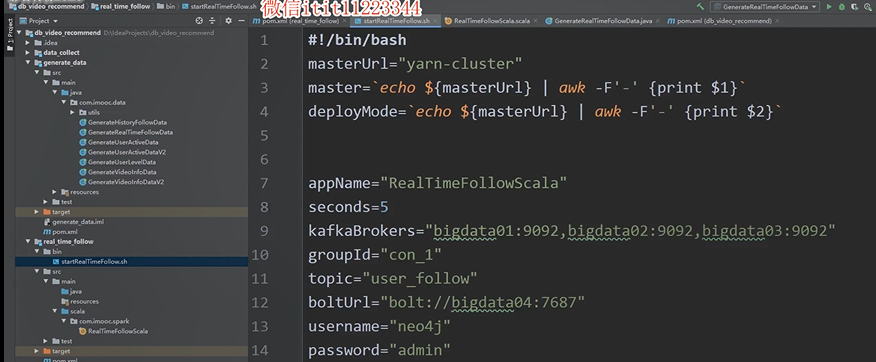 微信itit11223344
db_video_recommend real_time_follow bin startRealTimeFollow.sh
GenerateRealTimeFollowData
Project
pom.xml (real_time_follow)
startRealTimeFollow.sh
RealTimeFollowScala.scala
GenerateRealTimeFollowData.java
pom.xml (db_video_recommend)
1: Project
db_video_recommend D:\IdeaProjects\db_video_recommend
.idea
data_collect
generate_data
src
main
java
com.imooc.data
utils
GenerateHistoryFollowData
GenerateRealTimeFollowData
GenerateUserActiveData
GenerateUserActiveDataV2
GenerateUserLevelData
GenerateVideoInfoData
GenerateVideoInfoDataV2
resources
test
target
generate_data.iml
pom.xml
real_time_follow
bin
startRealTimeFollow.sh
src
main
java
resources
scala
com.imooc.spark
RealTimeFollowScala
test
target
pom.xml
1 #!/bin/bash
2 masterUrl="yarn-cluster"
3 master=`echo ${masterUrl} | awk -F'-' {print $1}`
4 deployMode=`echo ${masterUrl} | awk -F'-' {print $2}`
5
6
7 appName="RealTimeFollowScala"
8 seconds=5
9 kafkaBrokers="bigdata01:9092,bigdata02:9092,bigdata03:9092"
10 groupId="con_1"
11 topic="user_follow"
12 boltUrl="bolt://bigdata04:7687"
13 username="neo4j"
14 password="admin"